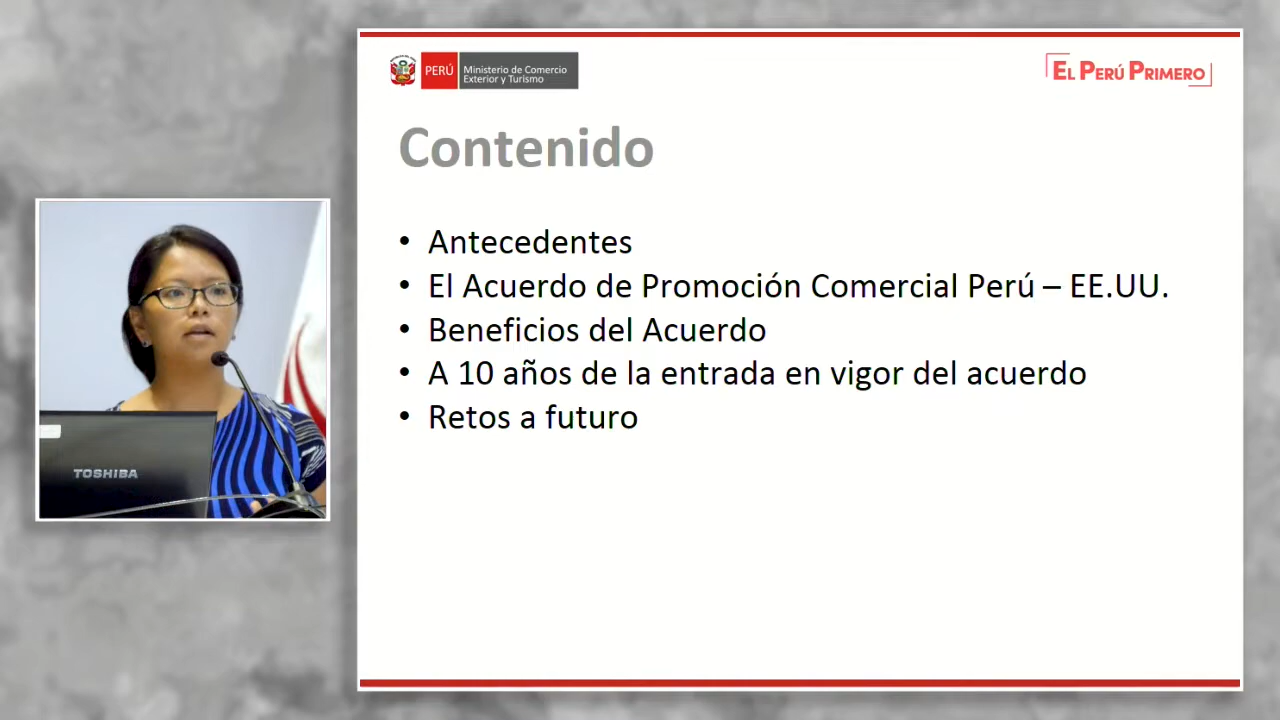 PERÚ
Ministerio de Comercio
Exterior y Turismo
EL PERÚ PRIMERO
Contenido
• Antecedentes
• El Acuerdo de Promoción Comercial Perú – EE.UU.
• Beneficios del Acuerdo
• A 10 años de la entrada en vigor del acuerdo
• Retos a futuro
TOSHIBA